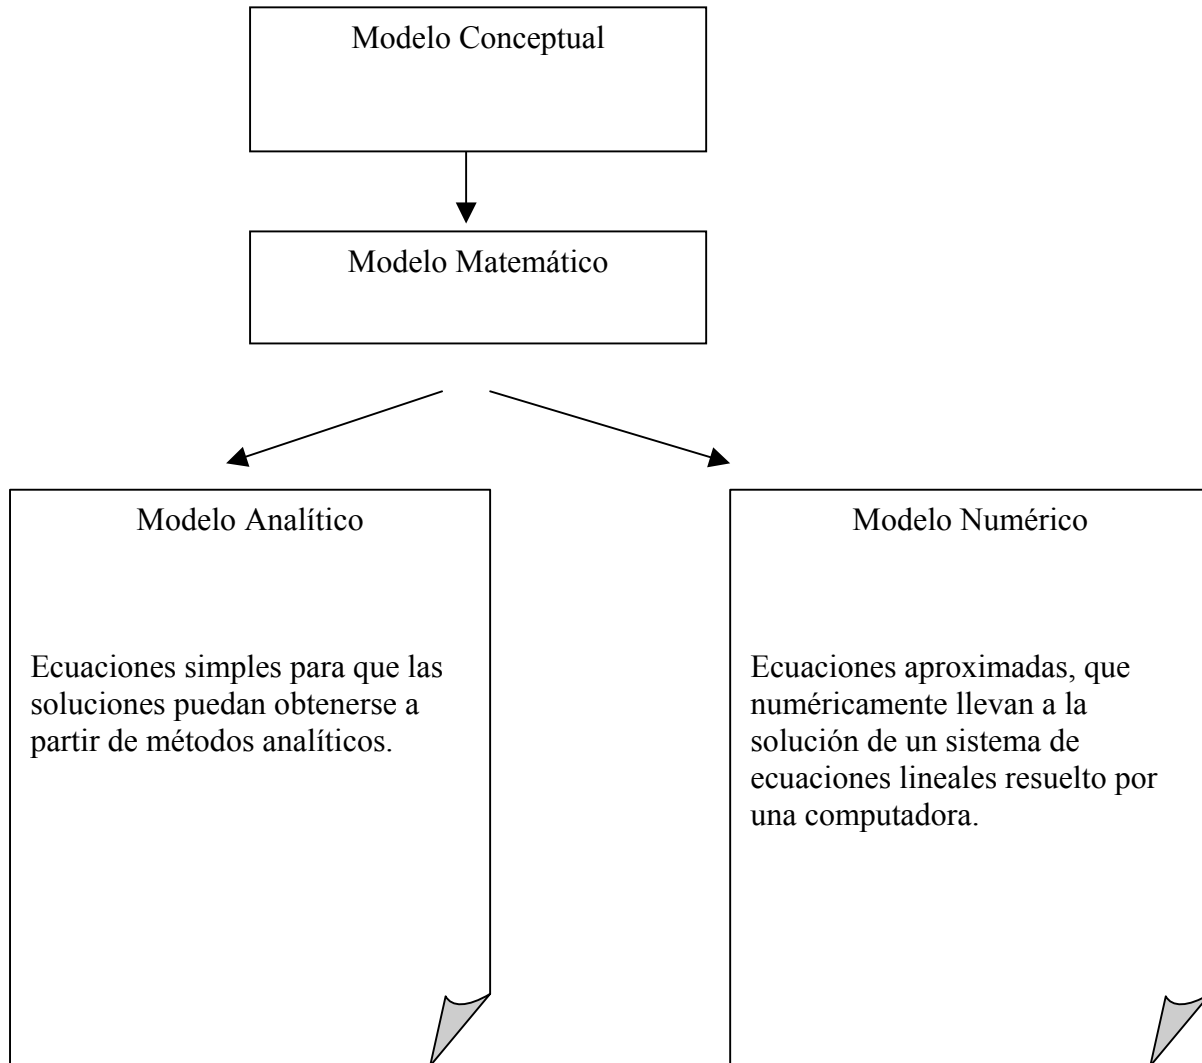 Modelo Conceptual
Modelo Matemático
Modelo Analítico
Ecuaciones simples para que las
soluciones puedan obtenerse a
partir de métodos analíticos.
Modelo Numérico
Ecuaciones aproximadas, que
numéricamente llevan a la
solución de un sistema de
ecuaciones lineales resuelto por
una computadora.